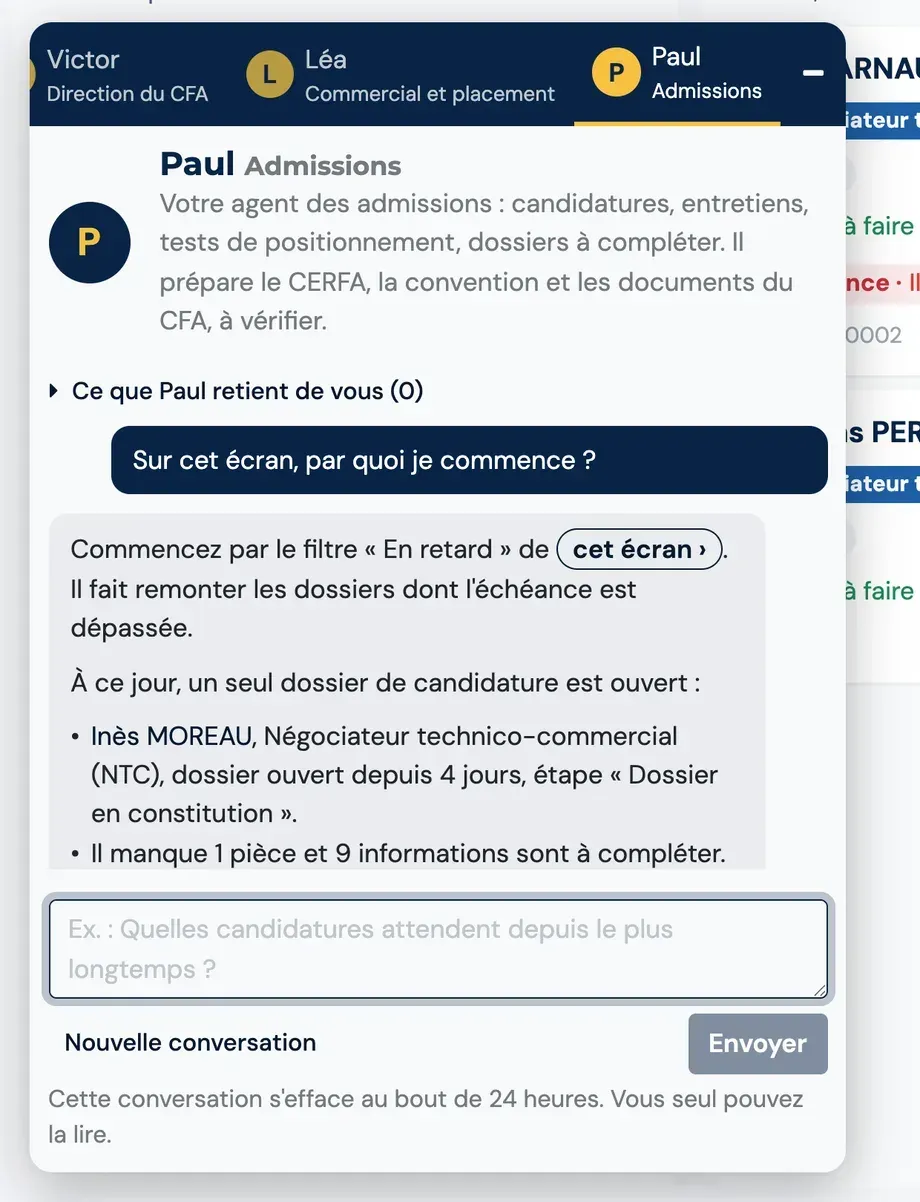 Victor
Direction du CFA
L
Léa
Commercial et placement
P
Paul
Admissions
Paul Admissions
Votre agent des admissions : candidatures, entretiens,
tests de positionnement, dossiers à compléter. Il
prépare le CERFA, la convention et les documents du
CFA, à vérifier.
P
Ce que Paul retient de vous (0)
Sur cet écran, par quoi je commence ?
Commencez par le filtre « En retard » de cet écran ›.
Il fait remonter les dossiers dont l'échéance est
dépassée.
À ce jour, un seul dossier de candidature est ouvert :
• Inès MOREAU, Négociateur technico-commercial
(NTC), dossier ouvert depuis 4 jours, étape « Dossier
en constitution ».
• Il manque 1 pièce et 9 informations sont à compléter.
Ex. : Quelles candidatures attendent depuis le plus
longtemps ?
Nouvelle conversation
Envoyer
Cette conversation s'efface au bout de 24 heures. Vous seul pouvez
la lire.
à faire
0002
à faire